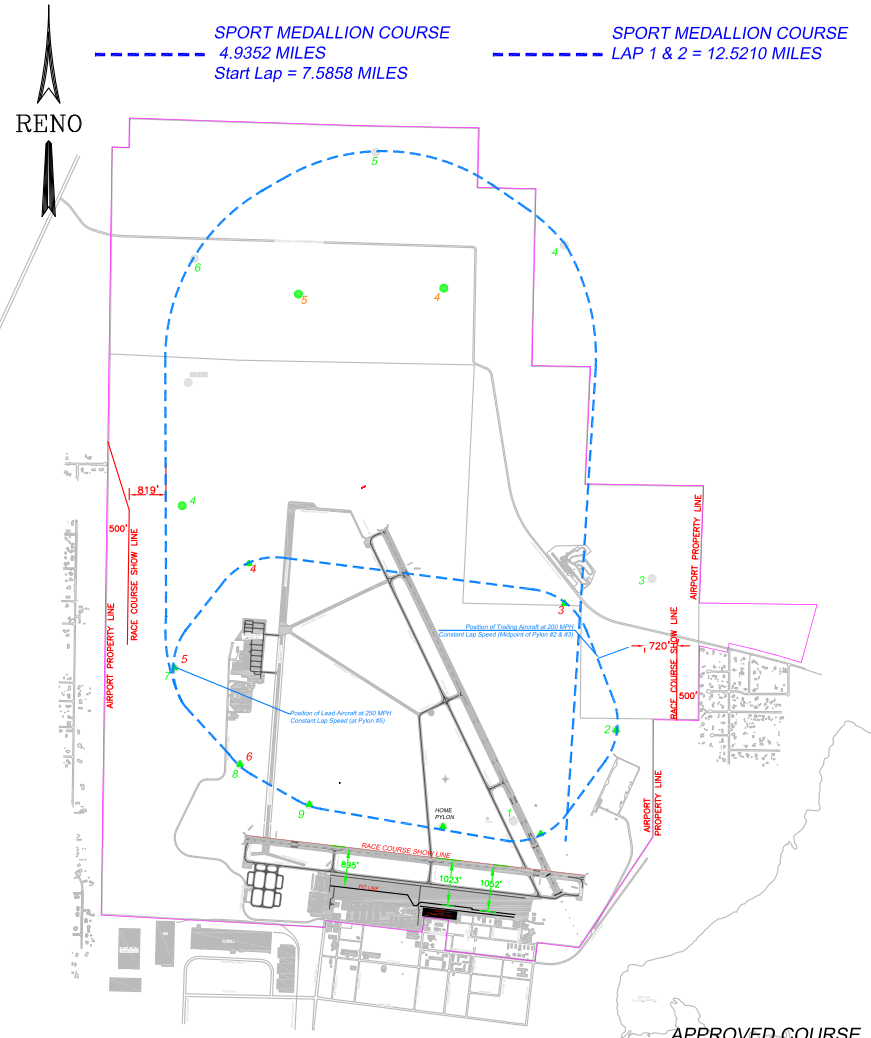 SPORT MEDALLION COURSE
4.9352 MILES
Start Lap = 7.5858 MILES
SPORT MEDALLION COURSE
LAP 1 & 2 = 12.5210 MILES
RENO
5
4
6
5
4
819'
4
500'
RACE COURSE SHOW LINE
AIRPORT PROPERTY LINE
4
3
3
AIRPORT PROPERTY LINE
Position of Trailing Aircraft at 200 MPH
Constant Lap Speed (Midpoint of Pylon #2 & #3)
720'
RACE COURSE SHOW LINE
500'
5
7
Position of Lead Aircraft at 250 MPH
Constant Lap Speed (at Pylon #5)
2
6
8
9
HOME
PYLON
1
AIRPORT
PROPERTY LINE
RACE COURSE SHOW LINE
895'
1023'
1052'
PIT LINE
APPROVED COURSE